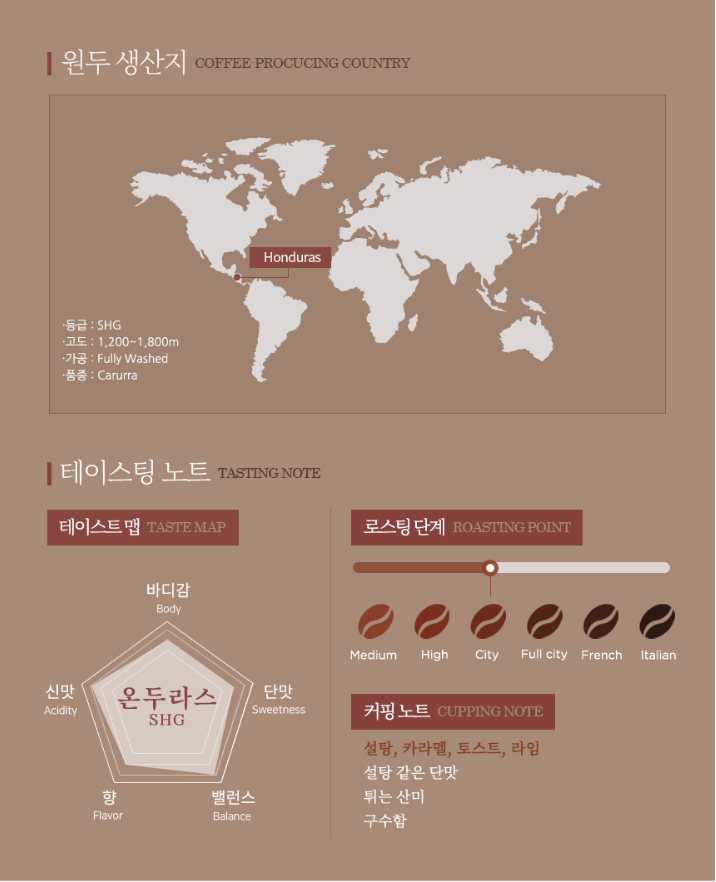 원두 생산지 COFFEE-PROCUCING COUNTRY
Honduras
·등급 : SHG
·고도 : 1,200~1,800m
·가공 : Fully Washed
·품종 : Carurra
테이스팅 노트 TASTING NOTE
테이스트 맵 TASTE MAP
바디감
Body
신맛
Acidity
온두라스
SHG
단맛
Sweetness
향
Flavor
밸런스
Balance
로스팅 단계 ROASTING POINT
Medium High City Full city French Italian
커핑 노트 CUPPING NOTE
설탕, 카라멜, 토스트, 라임
설탕 같은 단맛
튀는 산미
구수함